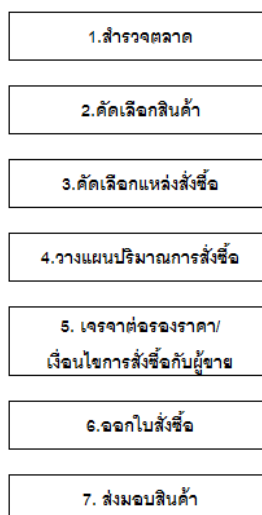 1.สำรวจตลาด
2.คัดเลือกสินค้า
3.คัดเลือกแหล่งสั่งซื้อ
4.วางแผนปริมาณการสั่งซื้อ
5. เจรจาต่อรองราคา/
เงื่อนไขการสั่งซื้อกับผู้ขาย
6.ออกใบสั่งซื้อ
7. ส่งมอบสินค้า